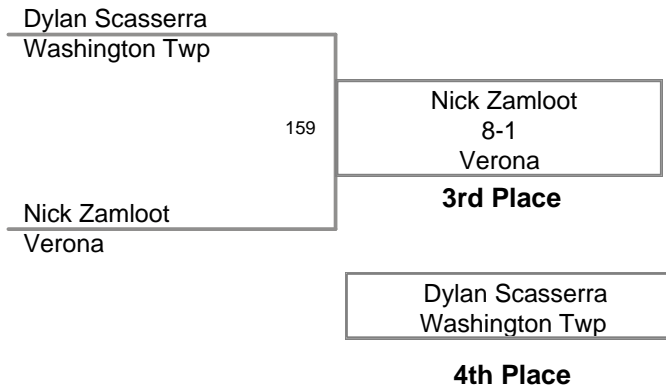 Dylan Scasserra
Washington Twp
159
Nick Zamloot
8-1
Verona
3rd Place
Nick Zamloot
Verona
Dylan Scasserra
Washington Twp
4th Place